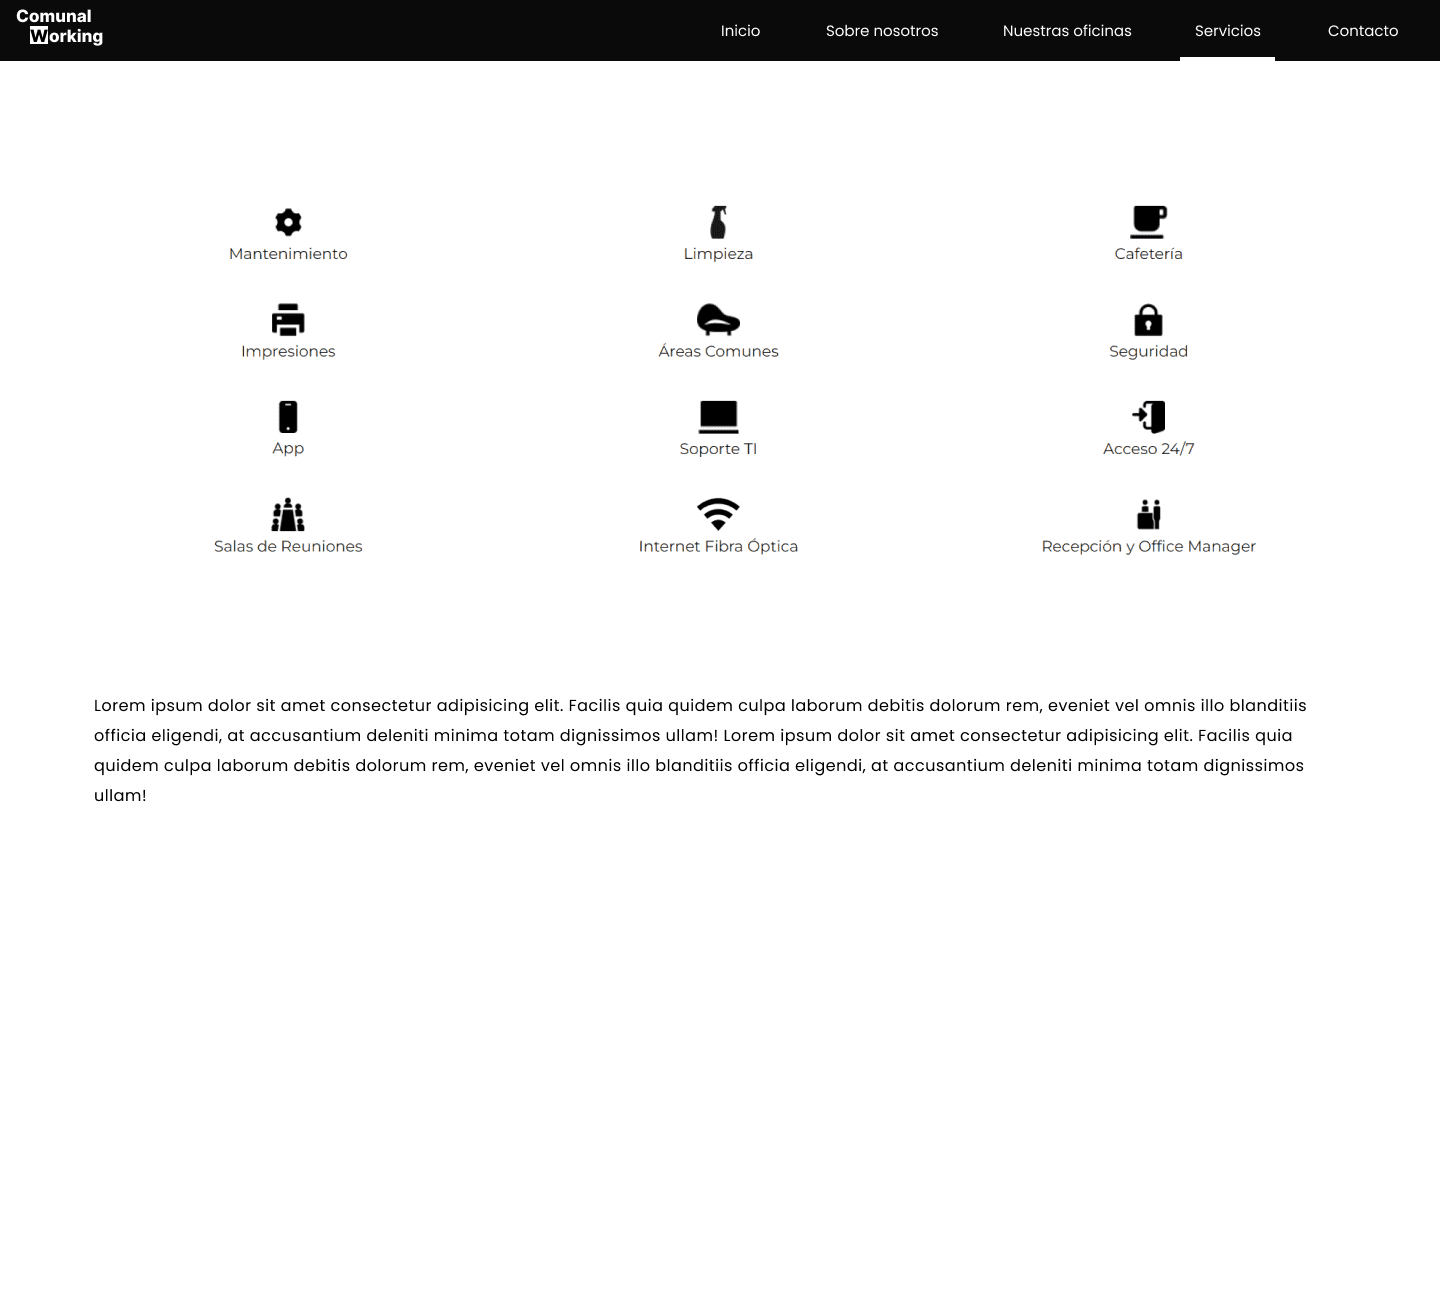 Comunal
Working
Inicio Sobre nosotros Nuestras oficinas Servicios Contacto
Mantenimiento Limpieza Cafetería
Impresiones Áreas Comunes Seguridad
App Soporte TI Acceso 24/7
Salas de Reuniones Internet Fibra Óptica Recepción y Office Manager
Lorem ipsum dolor sit amet consectetur adipisicing elit. Facilis quia quidem culpa laborum debitis dolorum rem, eveniet vel omnis illo blanditiis
officia eligendi, at accusantium deleniti minima totam dignissimos ullam! Lorem ipsum dolor sit amet consectetur adipisicing elit. Facilis quia
quidem culpa laborum debitis dolorum rem, eveniet vel omnis illo blanditiis officia eligendi, at accusantium deleniti minima totam dignissimos
ullam!